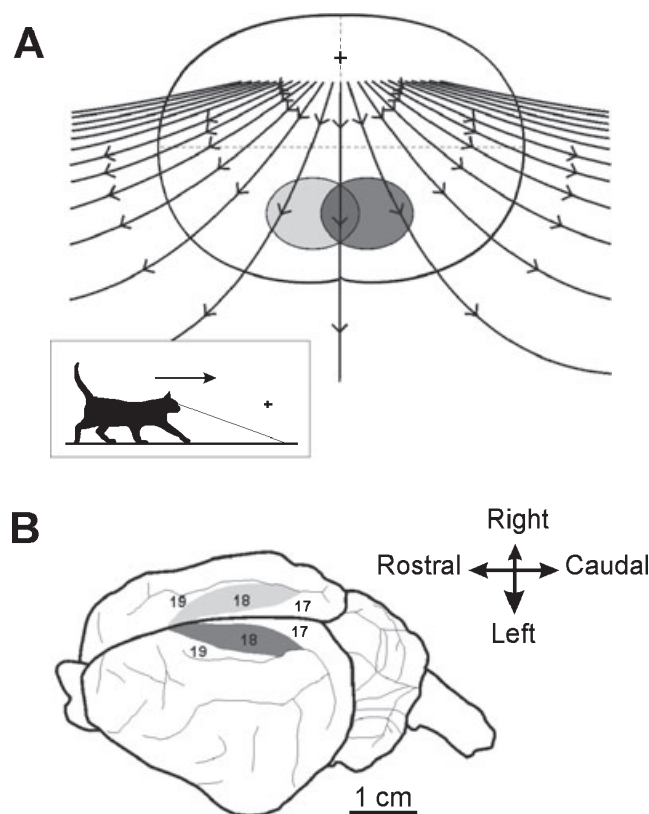 A
+
+
B
Right
Rostral Caudal
Left
19 18 17
18 17
19
1 cm